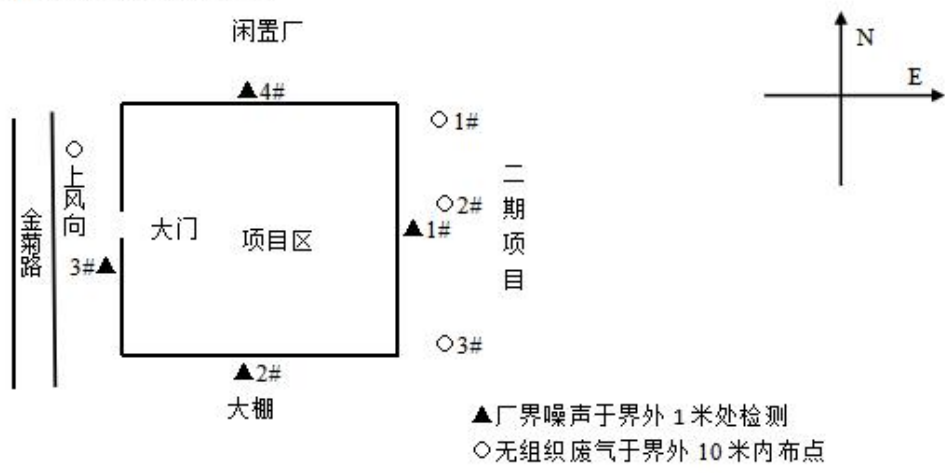 闲置厂
N
E
▲4#
○1#
○上风向
金菊路
大门
项目区
○2#
▲1#
二期项目
3#▲
○3#
▲2#
大棚
▲厂界噪声于界外 1 米处检测
○无组织废气于界外 10 米内布点